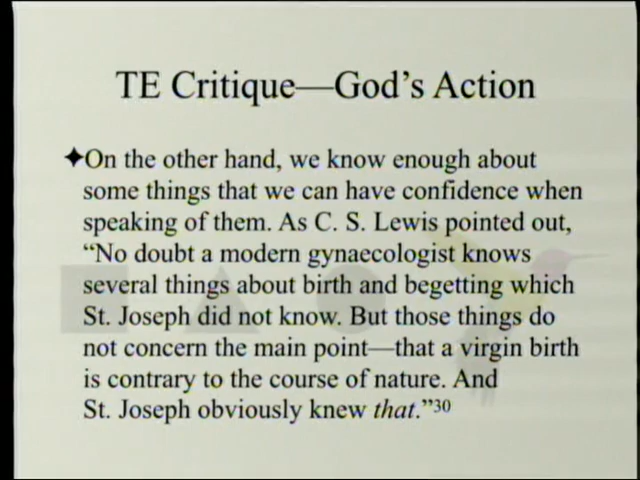 TE Critique—God's Action
✦On the other hand, we know enough about
some things that we can have confidence when
speaking of them. As C. S. Lewis pointed out,
“No doubt a modern gynaecologist knows
several things about birth and begetting which
St. Joseph did not know. But those things do
not concern the main point—that a virgin birth
is contrary to the course of nature. And
St. Joseph obviously knew that.”30